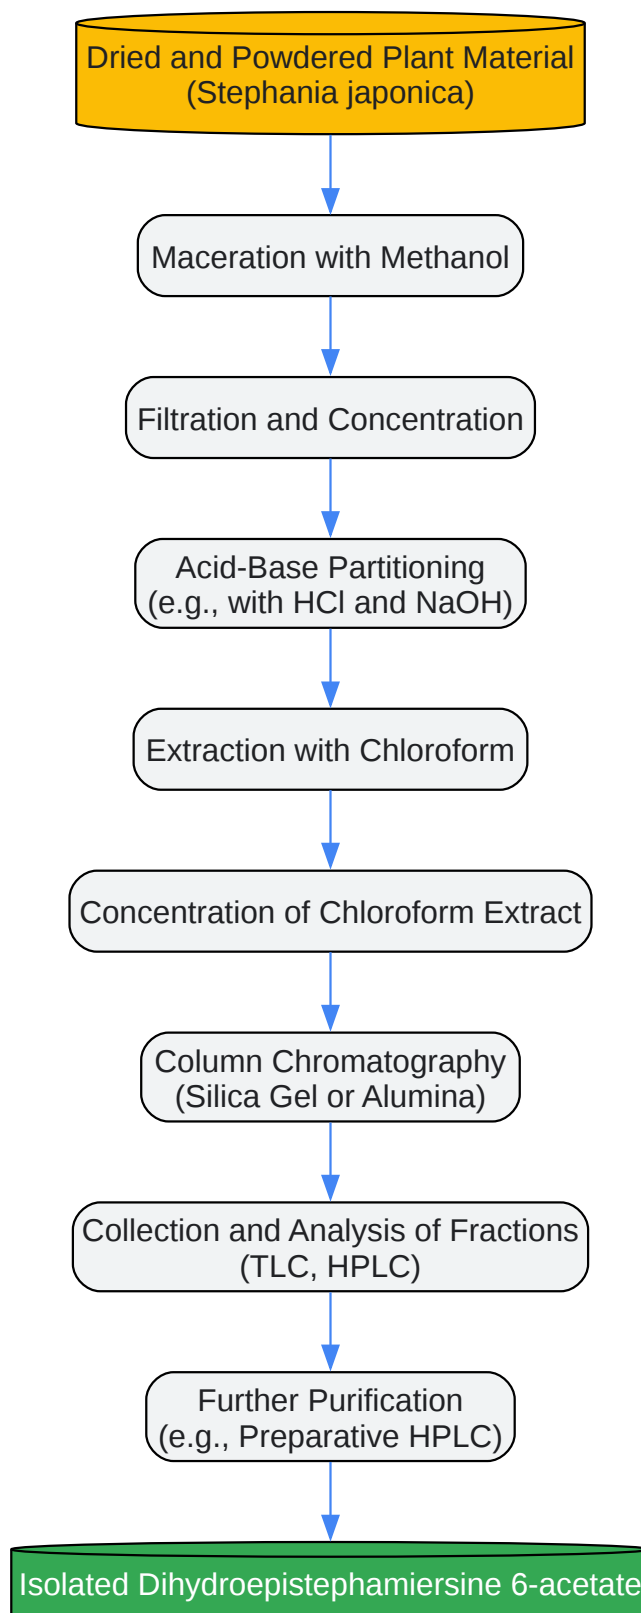 Dried and Powdered Plant Material
(Stephania japonica)
Maceration with Methanol
Filtration and Concentration
Acid-Base Partitioning
(e.g., with HCl and NaOH)
Extraction with Chloroform
Concentration of Chloroform Extract
Column Chromatography
(Silica Gel or Alumina)
Collection and Analysis of Fractions
(TLC, HPLC)
Further Purification
(e.g., Preparative HPLC)
Isolated Dihydroepistephamiersine 6-acetate